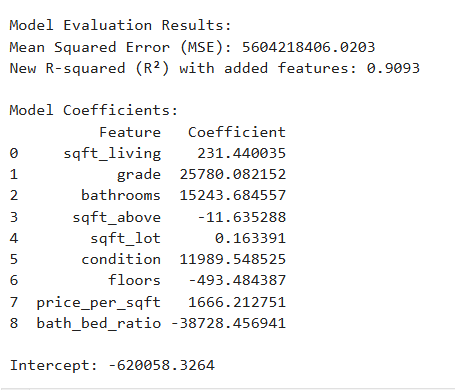 Model Evaluation Results:
Mean Squared Error (MSE): 5604218406.0203
New R-squared (R²) with added features: 0.9093
Model Coefficients:
Feature Coefficient
0 sqft_living 231.440035
1 grade 25780.082152
2 bathrooms 15243.684557
3 sqft_above -11.635288
4 sqft_lot 0.163391
5 condition 11989.548525
6 floors -493.484387
7 price_per_sqft 1666.212751
8 bath_bed_ratio -38728.456941
Intercept: -620058.3264